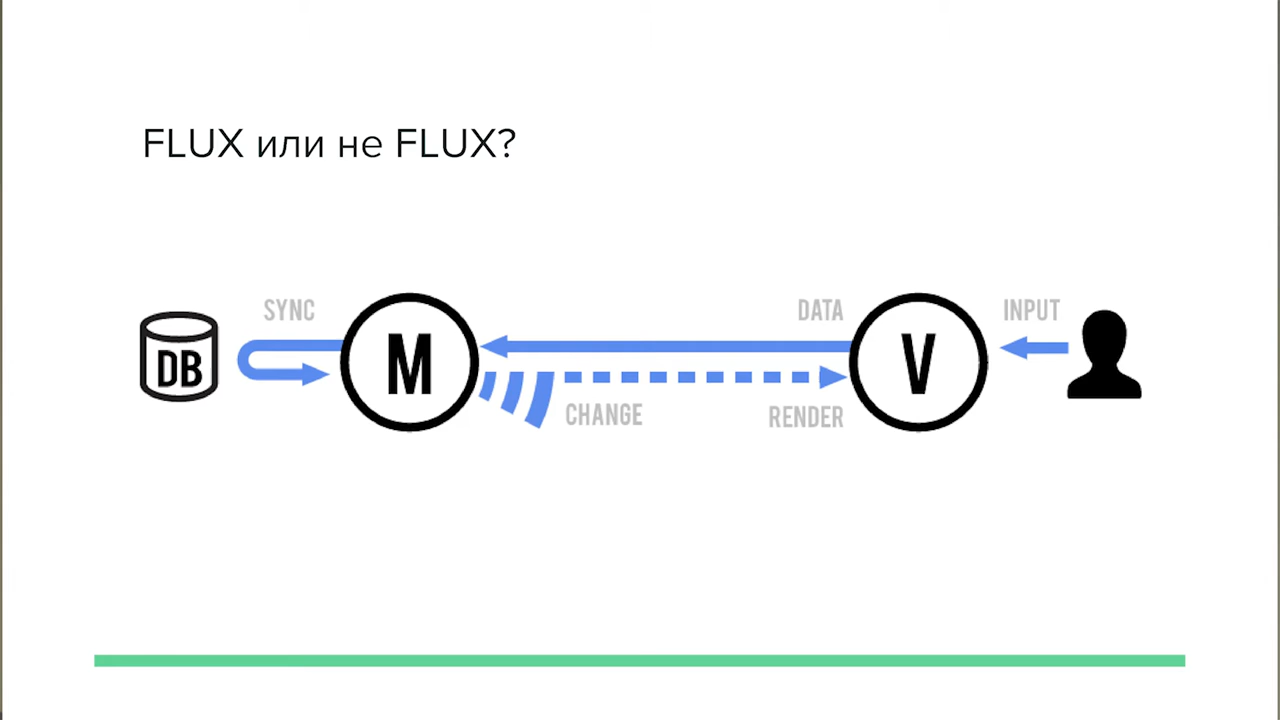 FLUX или не FLUX?
SYNC
DATA
INPUT
DB
M
V
CHANGE
RENDER